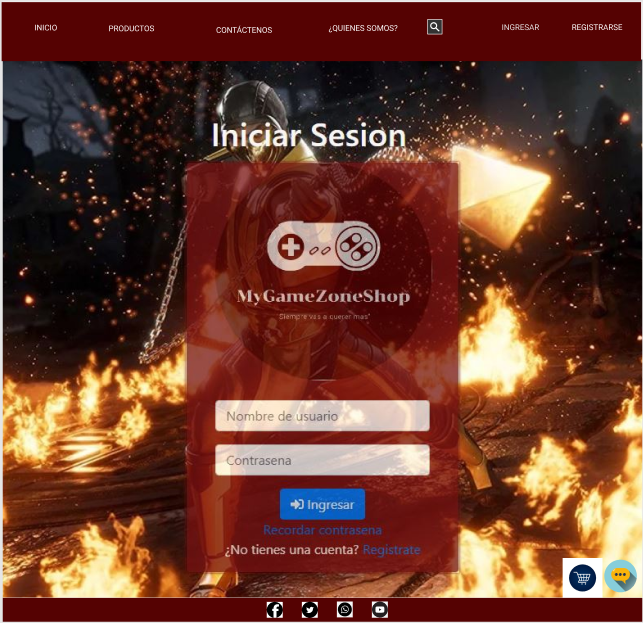 INICIO PRODUCTOS CONTÁCTENOS ¿QUIENES SOMOS? INGRESAR REGISTRARSE
Iniciar Sesion
MyGameZoneShop
Siempre vas a querer mas"
Nombre de usuario
Contrasena
Ingresar
Recordar contrasena
¿No tienes una cuenta? Registrate